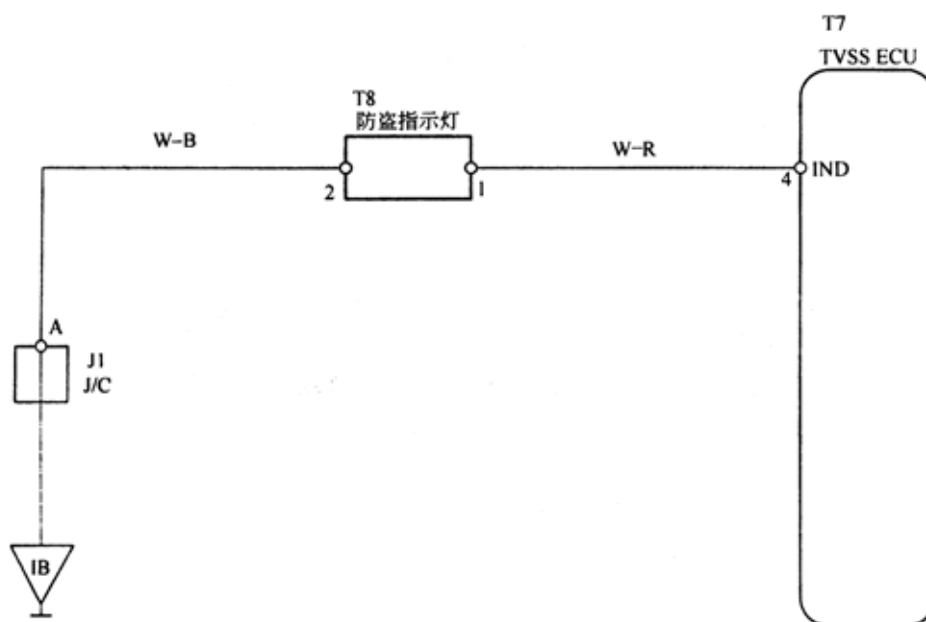 T7
TVSS ECU
T8
防盗指示灯
W-B
W-R
2
1
4
IND
A
J1
J/C
IB